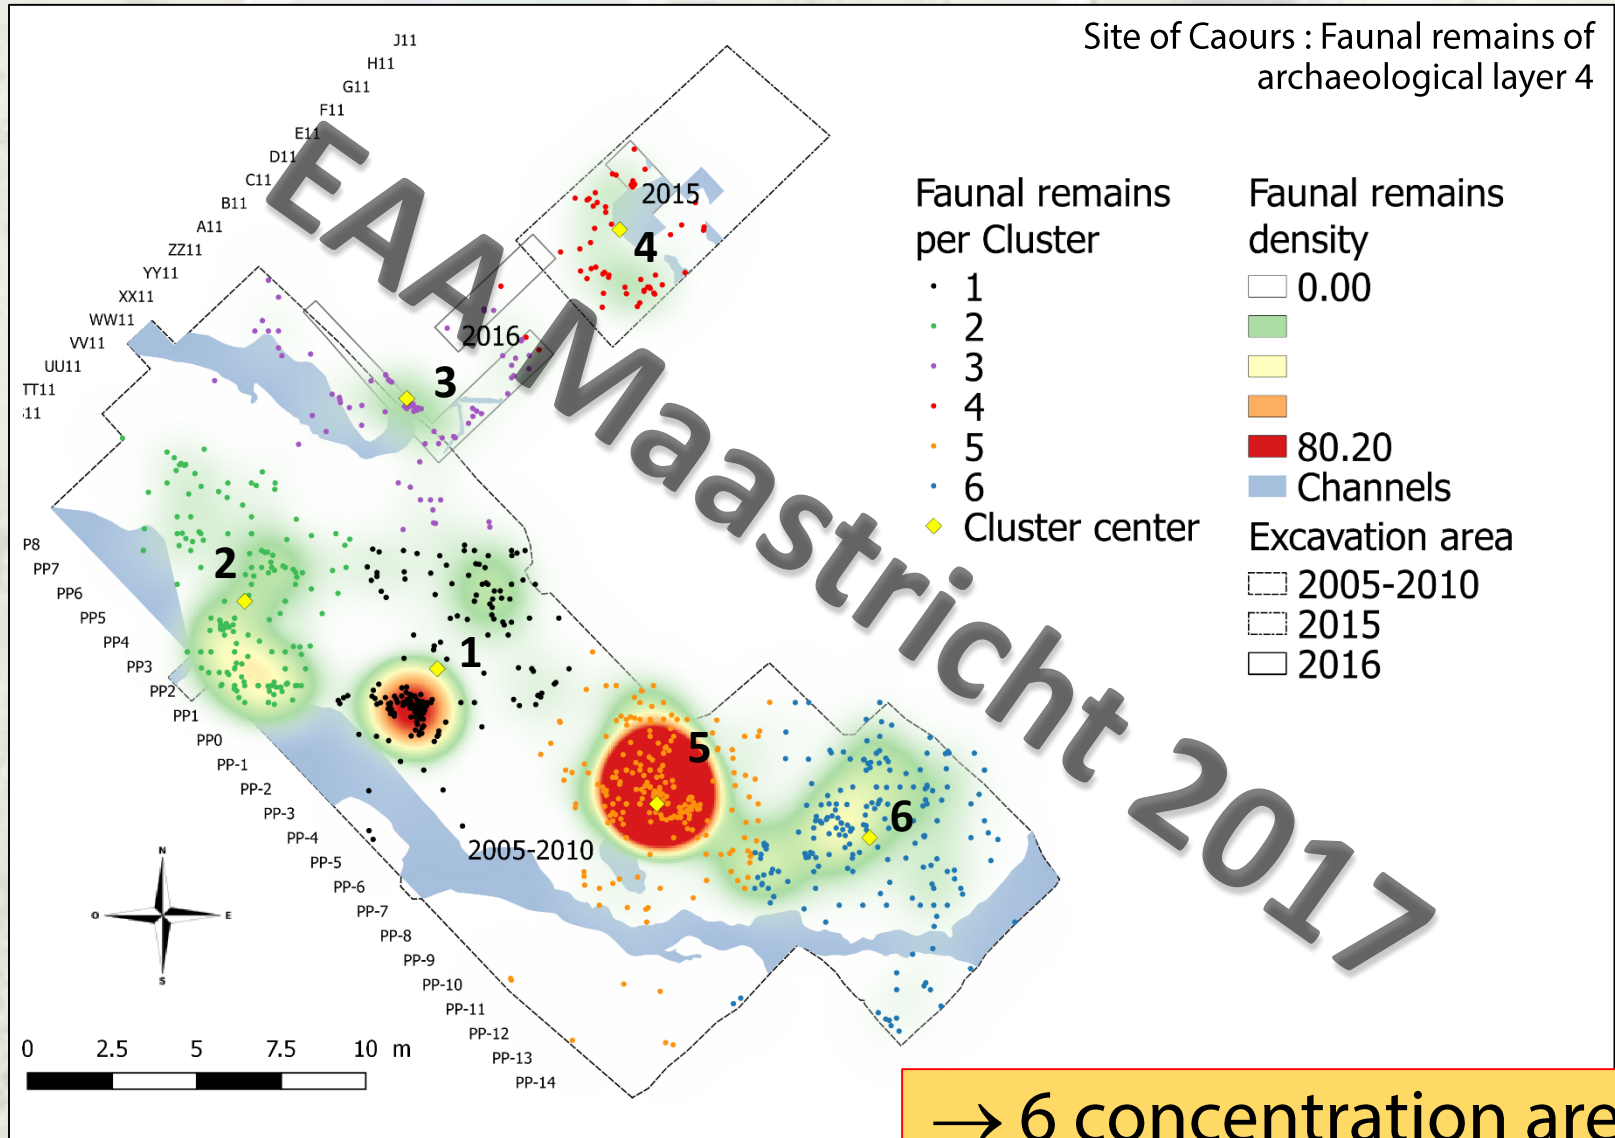 Site of Caours : Faunal remains of
archaeological layer 4
J11
H11
G11
F11
E11
D11
C11
B11
A11
ZZ11
YY11
XX11
WW11
VV11
UU11
TT11
11
P8
PP7
PP6
PP5
PP4
PP3
PP2
PP1
PP0
PP-1
PP-2
PP-3
PP-4
PP-5
PP-6
PP-7
PP-8
PP-9
PP-10
PP-11
PP-12
PP-13
PP-14
2015
4
2016
3
2
1
5
6
2005-2010
EAA Maastricht 2017
Faunal remains
per Cluster
1
2
3
4
5
6
Cluster center
Faunal remains
density
0.00
80.20
Channels
Excavation area
2005-2010
2015
2016
N
O
E
S
0 2.5 5 7.5 10 m
→ 6 concentration are